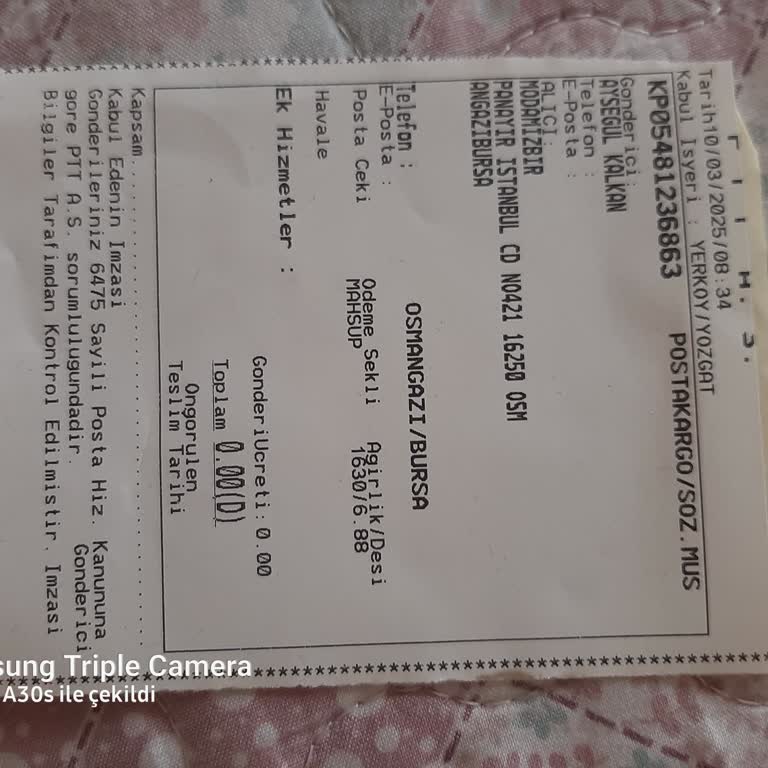 P T T A. S.
Tarih10/03/2025/08:34
Kabul Isyeri : YERKOY/YOZGAT
KP05481236863 POSTAKARGO/SOZ.MUS
Gonderici:
AYSEGUL KALKAN
Telefon :
E-Posta :
ALICI:
MODAMIZBIR
PANAYIR ISTANBUL CD NO421 16250 OSM
ANGAZIBURSA
OSMANGAZI/BURSA
Telefon :
E-Posta :
Posta Ceki Odeme Sekli Agirlik/Desi
MAHSUP 1630/6.88
Havale
Ek Hizmetler :
GonderiUcreti: 0.00
Toplam 0.00(D)
Ongorulen
Teslim Tarihi
Kapsam......................................
Kabul Edenin Imzasi
Gonderileriniz 6475 Sayili Posta Hiz. Kanununa
gore PTT A.S. sorumlulugundadir. Gonderici
Bilgiler Tarafimdan Kontrol Edilmistir. Imzasi
sung Triple Camera
A30s ile çekildi